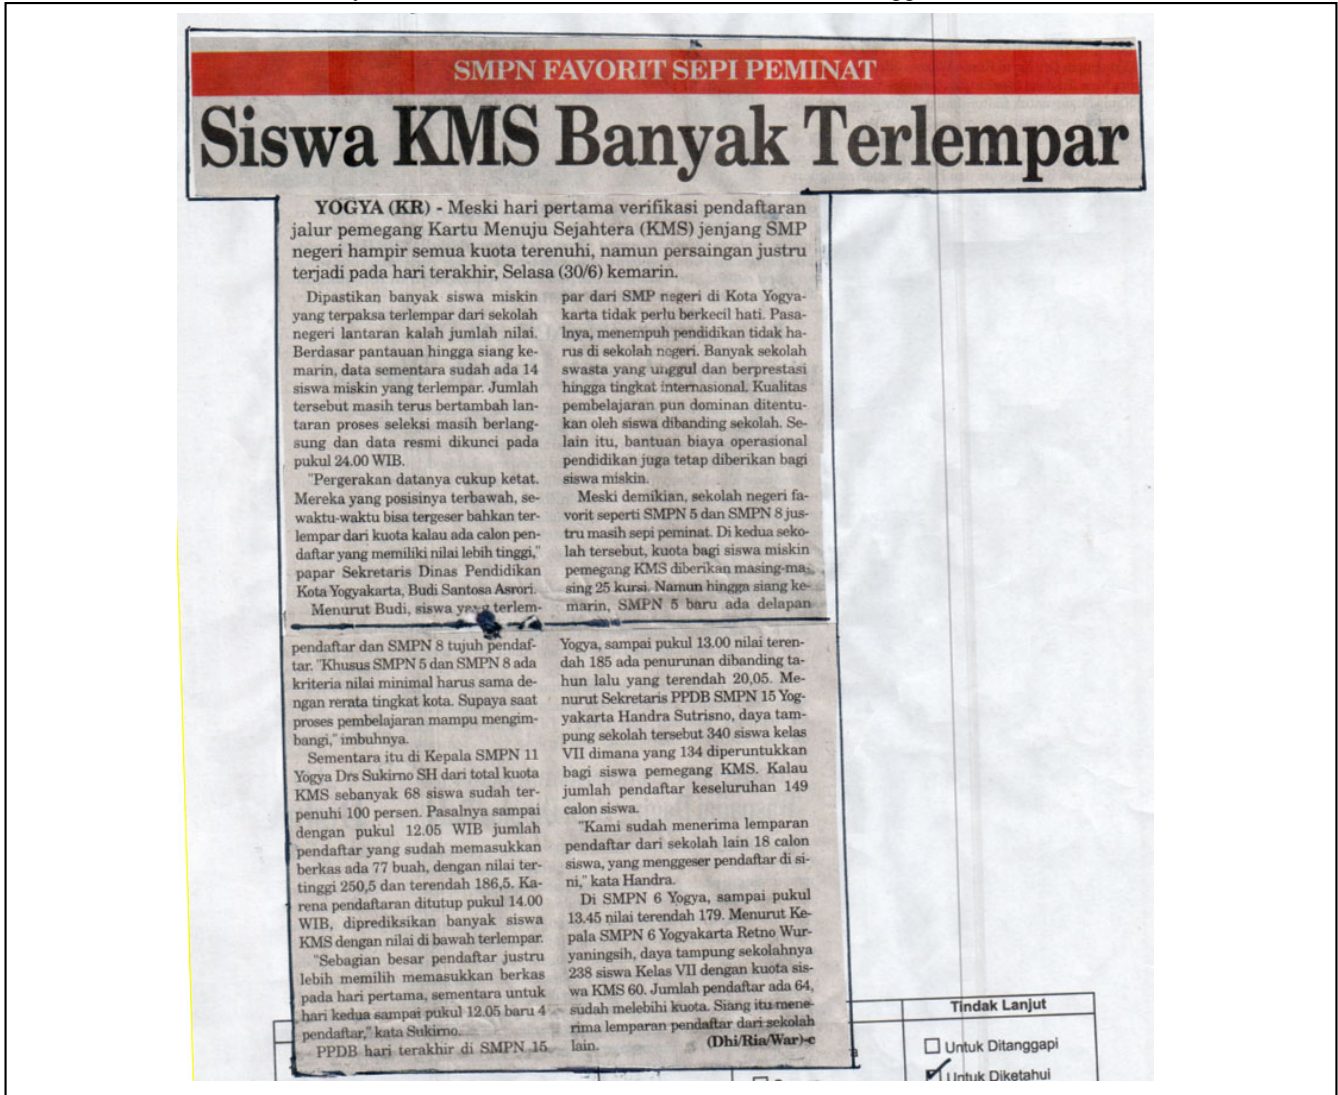 SMPN FAVORIT SEPI PEMINAT
Siswa KMS Banyak Terlempar
YOGYA (KR) - Meski hari pertama verifikasi pendaftaran
jalur pemegang Kartu Menuju Sejahtera (KMS) jenjang SMP
negeri hampir semua kuota terenuhi, namun persaingan justru
terjadi pada hari terakhir, Selasa (30/6) kemarin.
Dipastikan banyak siswa miskin
yang terpaksa terlempar dari sekolah
negeri lantaran kalah jumlah nilai.
Berdasar pantauan hingga siang ke-
marin, data sementara sudah ada 14
siswa miskin yang terlempar. Jumlah
tersebut masih terus bertambah lan-
taran proses seleksi masih berlang-
sung dan data resmi dikunci pada
pukul 24.00 WIB.
"Pergerakan datanya cukup ketat.
Mereka yang posisinya terbawah, se-
waktu-waktu bisa tergeser bahkan ter-
lempar dari kuota kalau ada calon pen-
daftar yang memiliki nilai lebih tinggi,"
papar Sekretaris Dinas Pendidikan
Kota Yogyakarta, Budi Santosa Asrori.
Menurut Budi, siswa yang terlem-
par dari SMP negeri di Kota Yogya-
karta tidak perlu berkecil hati. Pasa-
lnya, menempuh pendidikan tidak ha-
rus di sekolah negeri. Banyak sekolah
swasta yang unggul dan berprestasi
hingga tingkat internasional. Kualitas
pembelajaran pun dominan ditentu-
kan oleh siswa dibanding sekolah. Se-
lain itu, bantuan biaya operasional
pendidikan juga tetap diberikan bagi
siswa miskin.
Meski demikian, sekolah negeri fa-
vorit seperti SMPN 5 dan SMPN 8 jus-
tru masih sepi peminat. Di kedua seko-
lah tersebut, kuota bagi siswa miskin
pemegang KMS diberikan masing-ma-
sing 25 kursi. Namun hingga siang ke-
marin, SMPN 5 baru ada delapan
pendaftar dan SMPN 8 tujuh pendaf-
tar. "Khusus SMPN 5 dan SMPN 8 ada
kriteria nilai minimal harus sama de-
ngan rerata tingkat kota. Supaya saat
proses pembelajaran mampu mengim-
bangi," imbuhnya.
Sementara itu di Kepala SMPN 11
Yogya Drs Sukirno SH dari total kuota
KMS sebanyak 68 siswa sudah ter-
penuhi 100 persen. Pasalnya sampai
dengan pukul 12.05 WIB jumlah
pendaftar yang sudah memasukkan
berkas ada 77 buah, dengan nilai ter-
tinggi 250,5 dan terendah 186,5. Ka-
rena pendaftaran ditutup pukul 14.00
WIB, diprediksikan banyak siswa
KMS dengan nilai di bawah terlempar.
"Sebagian besar pendaftar justru
lebih memilih memasukkan berkas
pada hari pertama, sementara untuk
hari kedua sampai pukul 12.05 baru 4
pendaftar," kata Sukirno.
PPDB hari terakhir di SMPN 15
Yogya, sampai pukul 13.00 nilai teren-
dah 185 ada penurunan dibanding ta-
hun lalu yang terendah 20,05. Me-
nurut Sekretaris PPDB SMPN 15 Yog-
yakarta Handra Sutrisno, daya tam-
pung sekolah tersebut 340 siswa kelas
VII dimana yang 134 diperuntukkan
bagi siswa pemegang KMS. Kalau
jumlah pendaftar keseluruhan 149
calon siswa.
"Kami sudah menerima lemparan
pendaftar dari sekolah lain 18 calon
siswa, yang menggeser pendaftar di si-
ni," kata Handra.
Di SMPN 6 Yogya, sampai pukul
13.45 nilai terendah 179. Menurut Ke-
pala SMPN 6 Yogyakarta Retno Wur-
yaningsih, daya tampung sekolahnya
238 siswa Kelas VII dengan kuota sis-
wa KMS 60. Jumlah pendaftar ada 64,
sudah melebihi kuota. Siang itu mene-
rima lemparan pendaftar dari sekolah
lain. (Dhi/Ria/War)-c
Tindak Lanjut
Untuk Ditanggapi
Untuk Diketahui